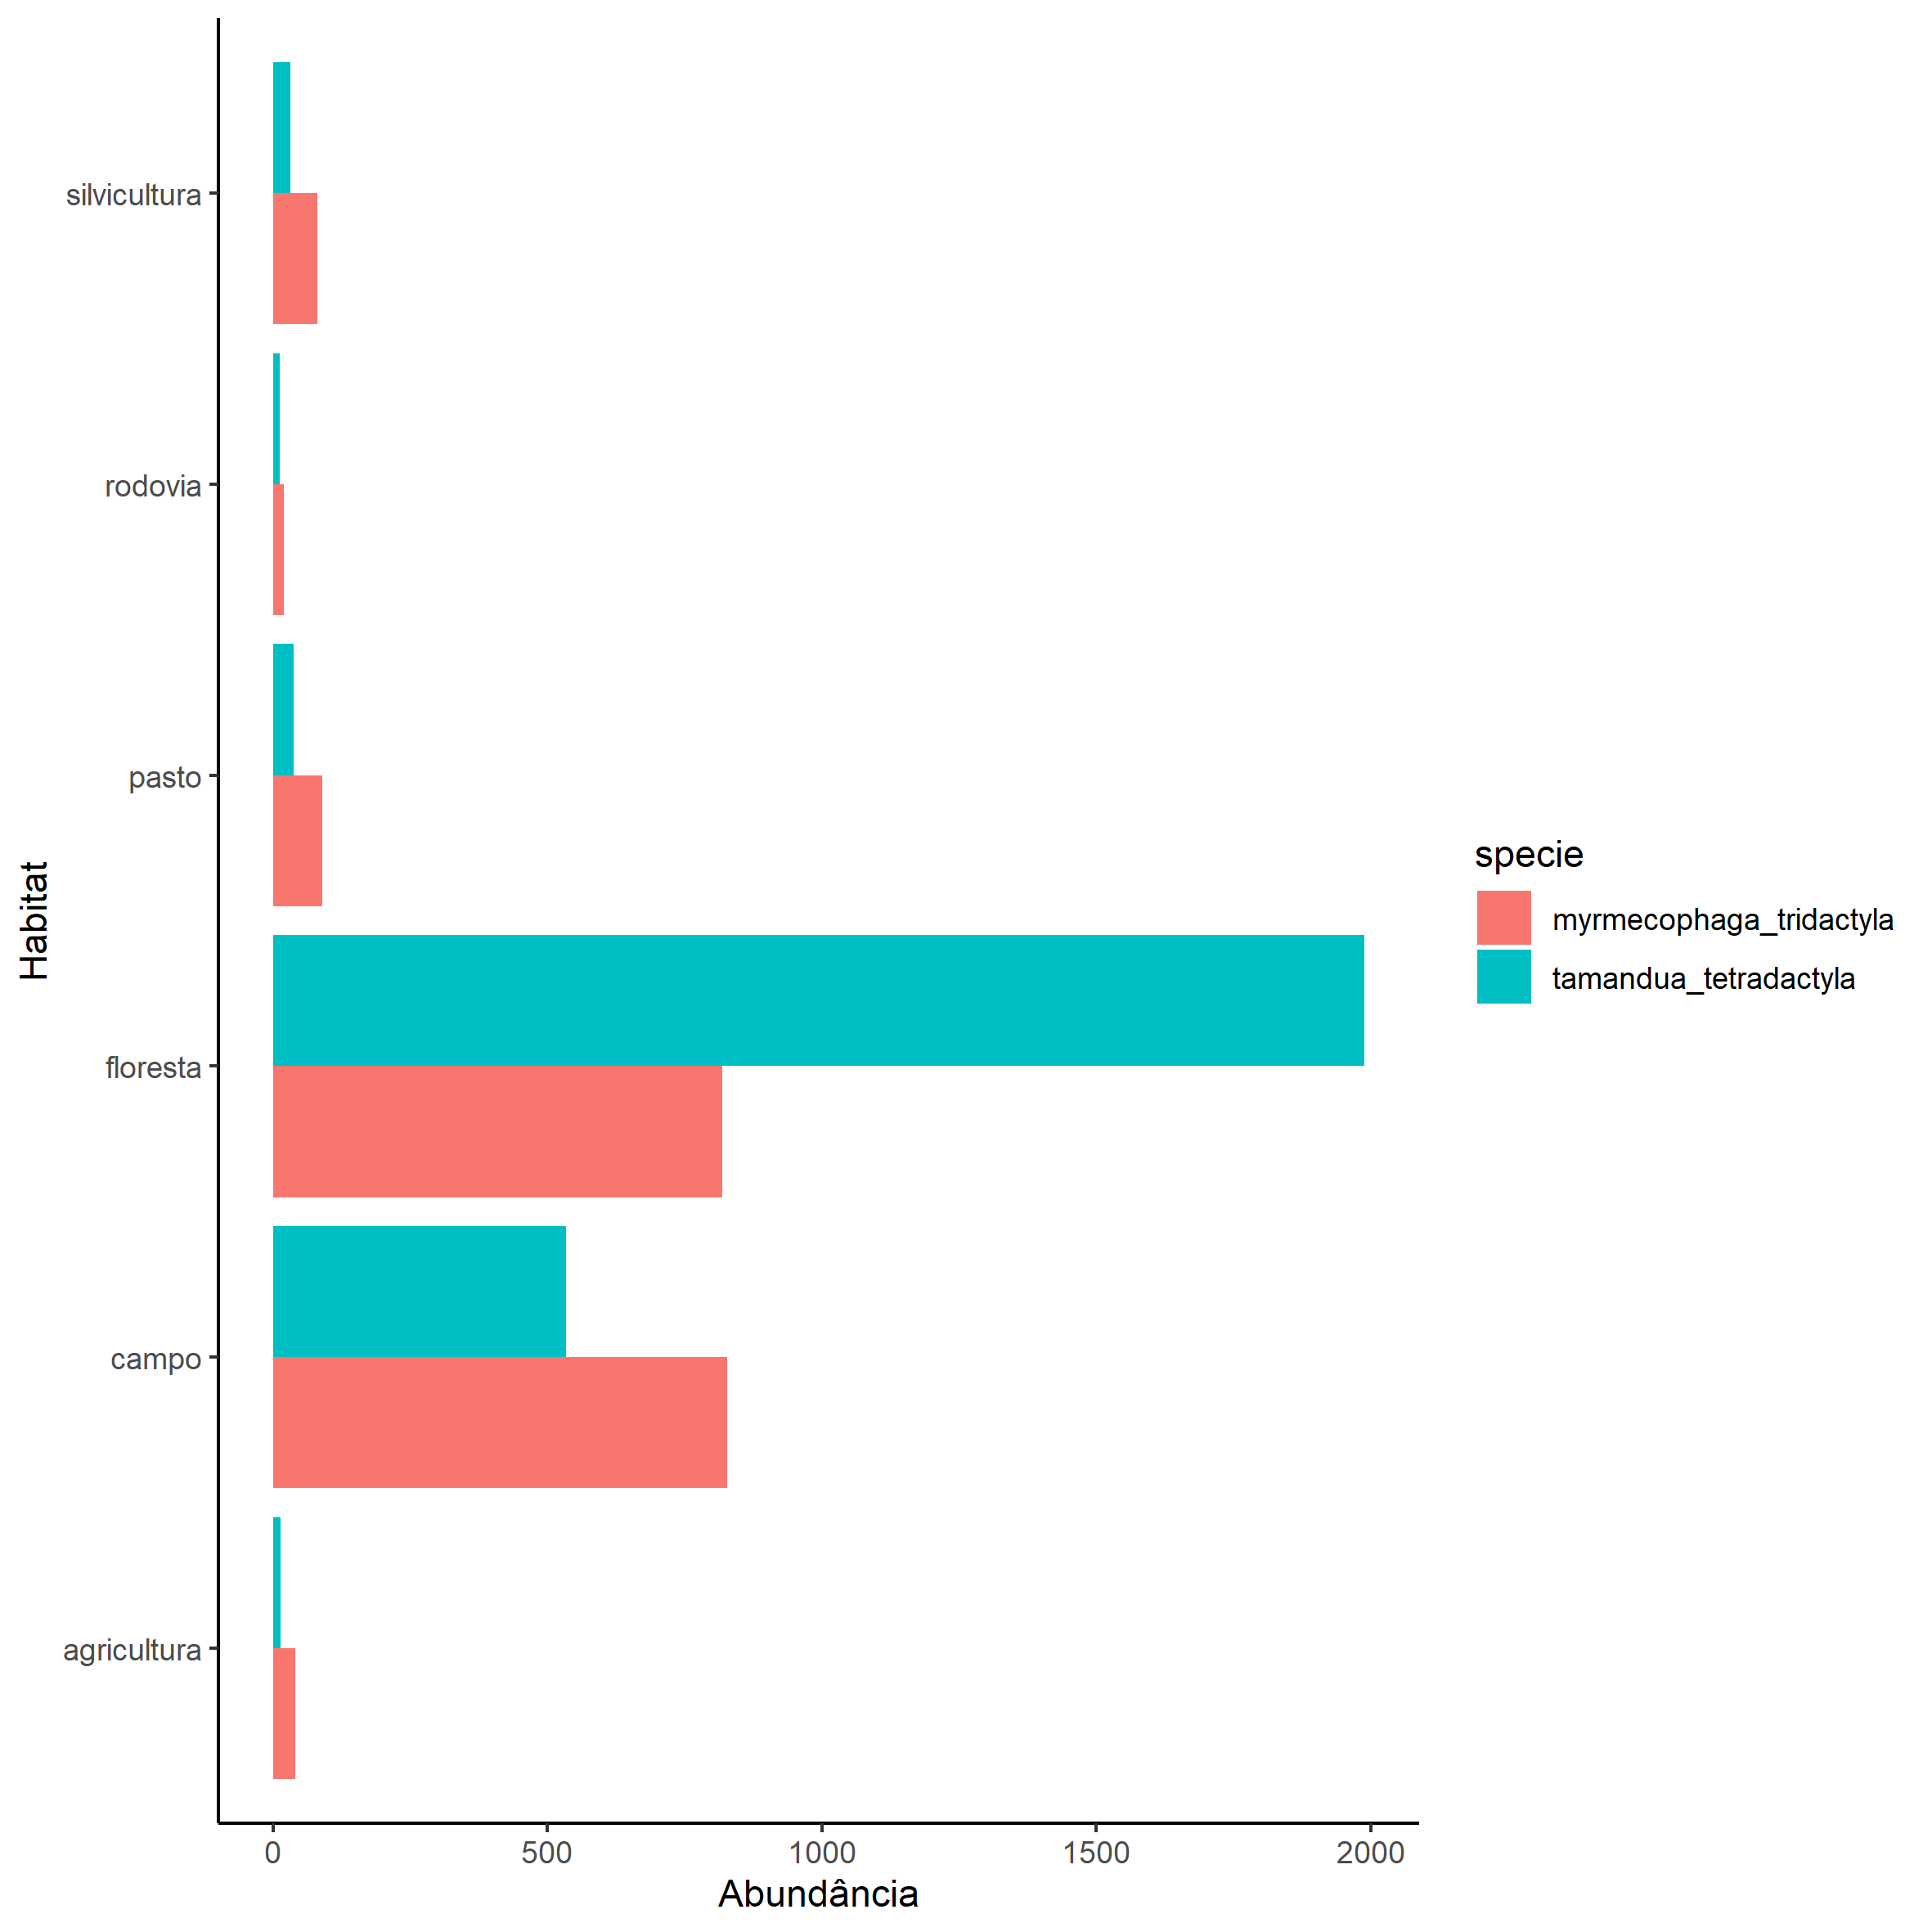 silvicultura
rodovia
pasto
floresta
campo
agricultura
Habitat
0 500 1000 1500 2000
Abundância
specie
myrmecophaga_tridactyla
tamandua_tetradactyla